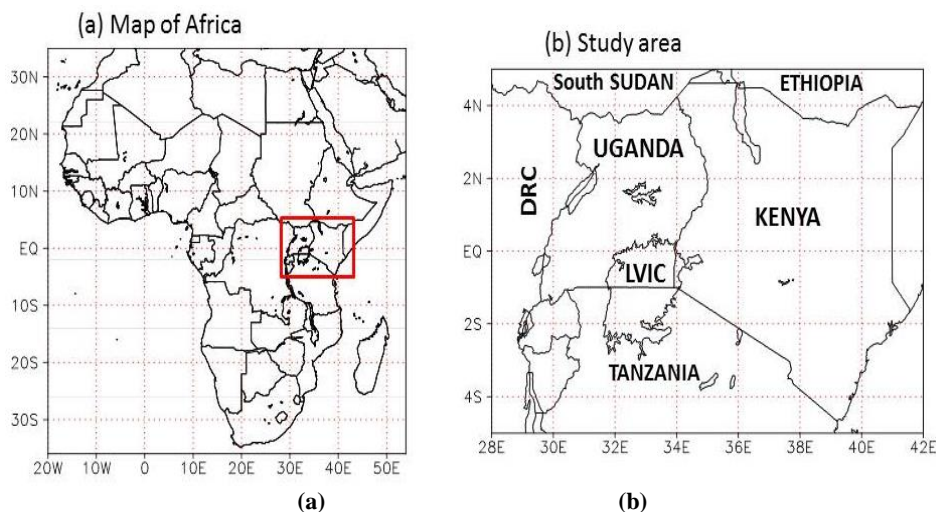 (a) Map of Africa
30N
20N
10N
EQ
10S
20S
30S
20W 10W 0 10E 20E 30E 40E 50E
(a)
(b) Study area
South SUDAN ETHIOPIA
4N
UGANDA
2N
DRC
KENYA
EQ
LVIC
2S
TANZANIA
4S
28E 30E 32E 34E 36E 38E 40E 42E
(b)